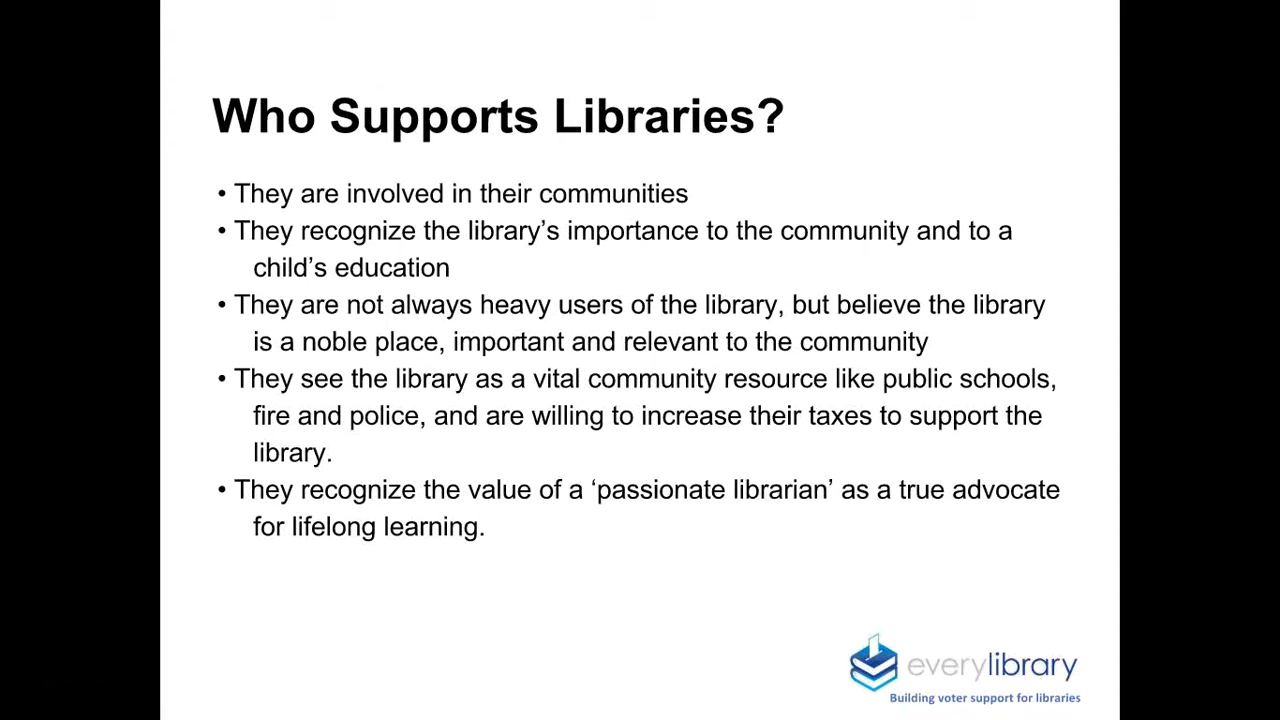 Who Supports Libraries?
• They are involved in their communities
• They recognize the library’s importance to the community and to a
child’s education
• They are not always heavy users of the library, but believe the library
is a noble place, important and relevant to the community
• They see the library as a vital community resource like public schools,
fire and police, and are willing to increase their taxes to support the
library.
• They recognize the value of a ‘passionate librarian’ as a true advocate
for lifelong learning.
everylibrary
Building voter support for libraries